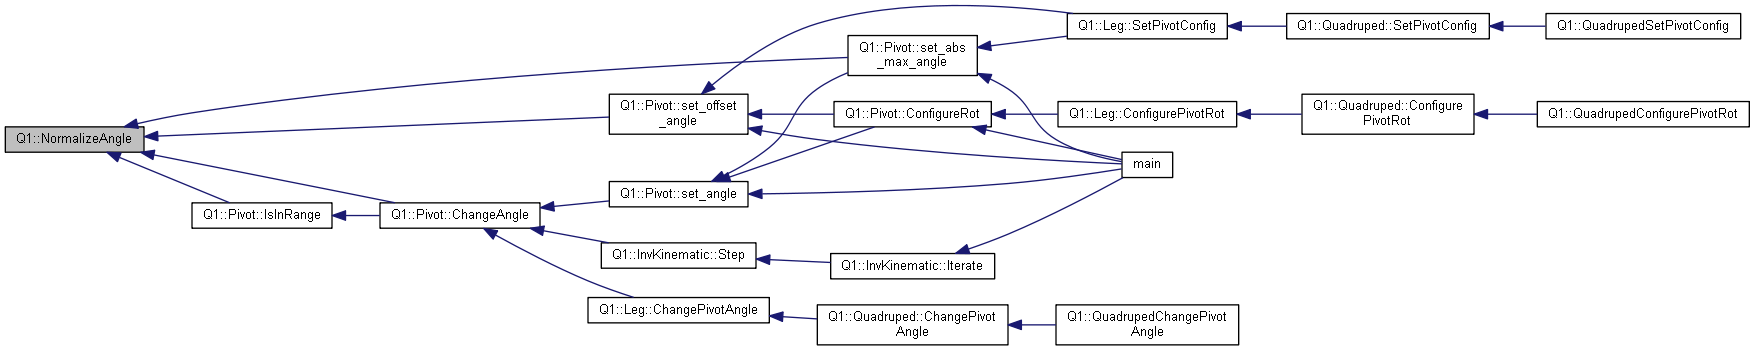 Q1::NormalizeAngle
Q1::Pivot::IsInRange
Q1::Pivot::ChangeAngle
Q1::Pivot::set_offset
_angle
Q1::Pivot::set_angle
Q1::InvKinematic::Step
Q1::Leg::ChangePivotAngle
Q1::Pivot::set_abs
_max_angle
Q1::Pivot::ConfigureRot
Q1::InvKinematic::Iterate
Q1::Quadruped::ChangePivot
Angle
Q1::Leg::SetPivotConfig
Q1::Leg::ConfigurePivotRot
main
Q1::QuadrupedChangePivot
Angle
Q1::Quadruped::SetPivotConfig
Q1::Quadruped::Configure
PivotRot
Q1::QuadrupedSetPivotConfig
Q1::QuadrupedConfigurePivotRot